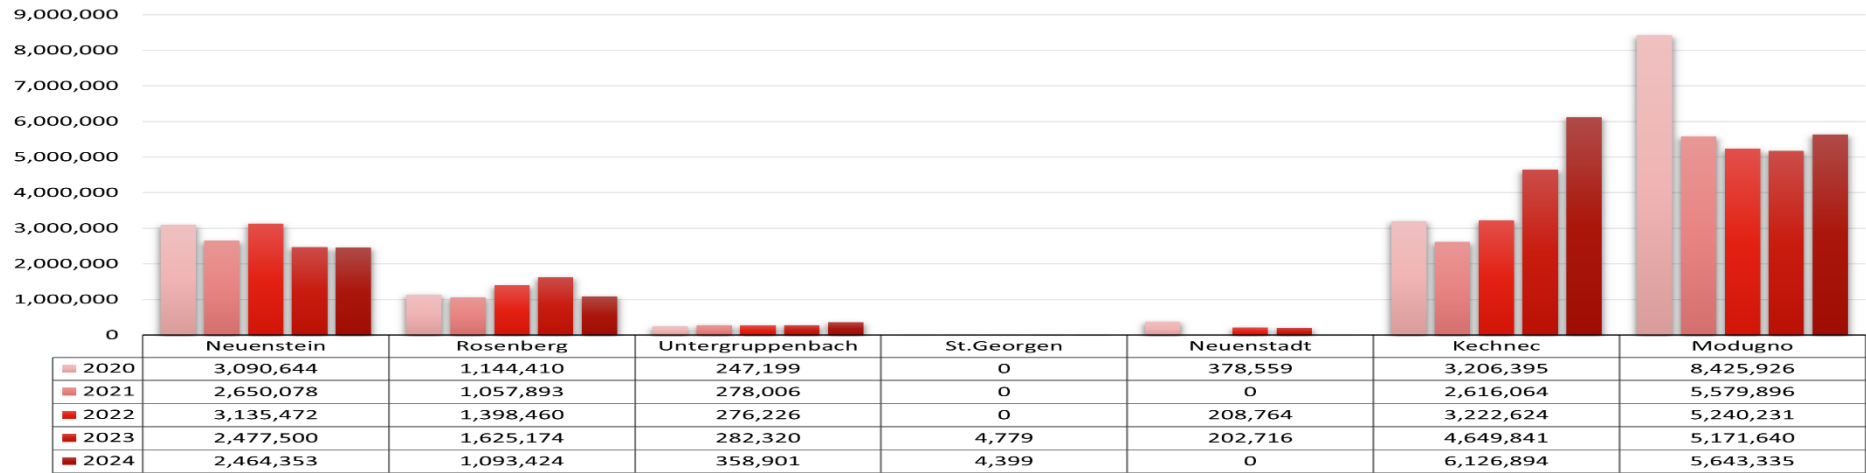 9,000,000
8,000,000
7,000,000
6,000,000
5,000,000
4,000,000
3,000,000
2,000,000
1,000,000
0
Neuenstein Rosenberg Untergruppenbach St.Georgen Neuenstadt Kechnec Modugno
2020 3,090,644 1,144,410 247,199 0 378,559 3,206,395 8,425,926
2021 2,650,078 1,057,893 278,006 0 0 2,616,064 5,579,896
2022 3,135,472 1,398,460 276,226 0 208,764 3,222,624 5,240,231
2023 2,477,500 1,625,174 282,320 4,779 202,716 4,649,841 5,171,640
2024 2,464,353 1,093,424 358,901 4,399 0 6,126,894 5,643,335